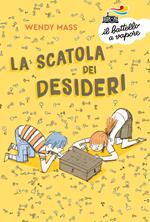 il battello
a vapore
WENDY MASS
LA SCATOLA
DEI
DESIDERI